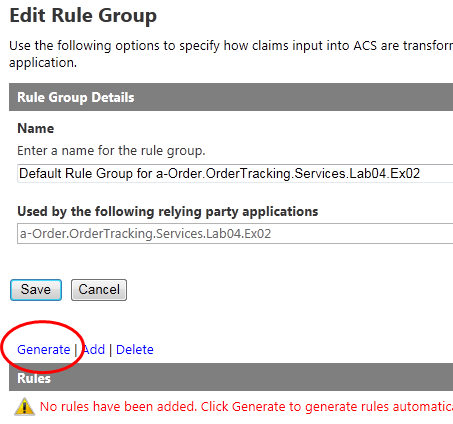 Edit Rule Group
Use the following options to specify how claims input into ACS are transfor
application.
Rule Group Details
Name
Enter a name for the rule group.
Default Rule Group for a-Order.OrderTracking.Services.Lab04.Ex02
Used by the following relying party applications
a-Order.OrderTracking.Services.Lab04.Ex02
Save Cancel
Generate | Add | Delete
Rules
No rules have been added. Click Generate to generate rules automatica